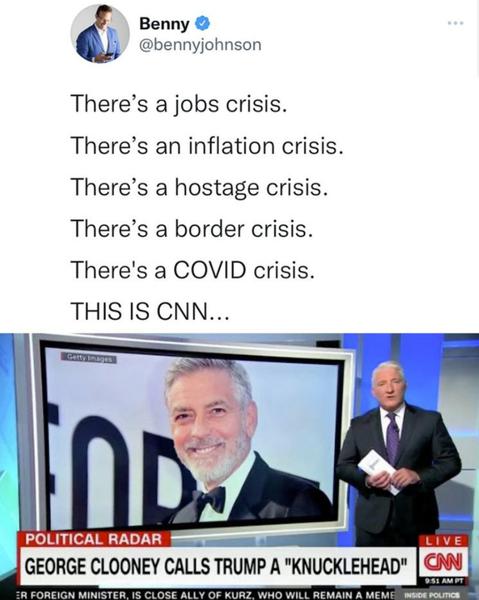 Benny
@bennyjohnson
There’s a jobs crisis.
There’s an inflation crisis.
There’s a hostage crisis.
There’s a border crisis.
There's a COVID crisis.
THIS IS CNN...
Getty Images
POLITICAL RADAR
LIVE
GEORGE CLOONEY CALLS TRUMP A "KNUCKLEHEAD"
CNN
9:51 AM PT
ER FOREIGN MINISTER, IS CLOSE ALLY OF KURZ, WHO WILL REMAIN A MEME
INSIDE POLITICS